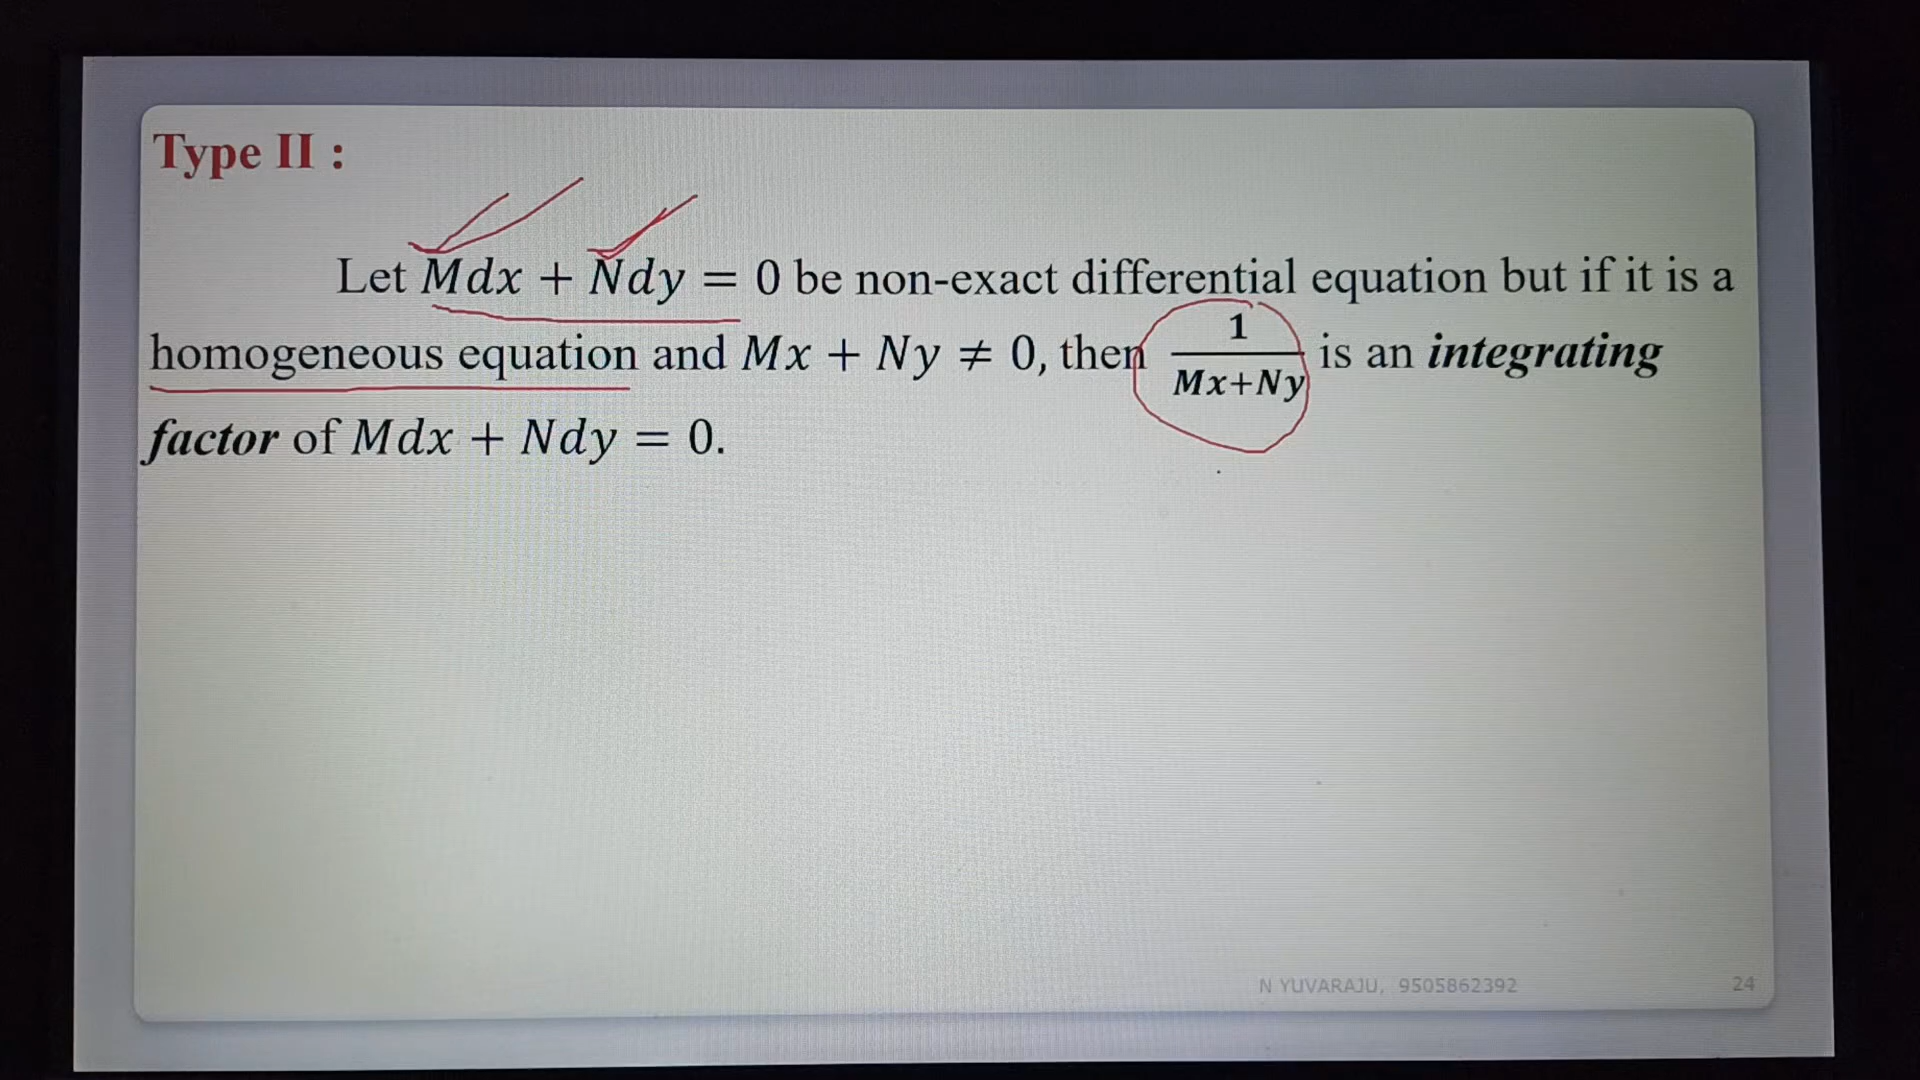 Type II :
Let Mdx + Ndy = 0 be non-exact differential equation but if it is a
homogeneous equation and Mx + Ny ≠ 0, then 1/(Mx+Ny) is an integrating
factor of Mdx + Ndy = 0.
N YUVARAJU, 9505862392 24